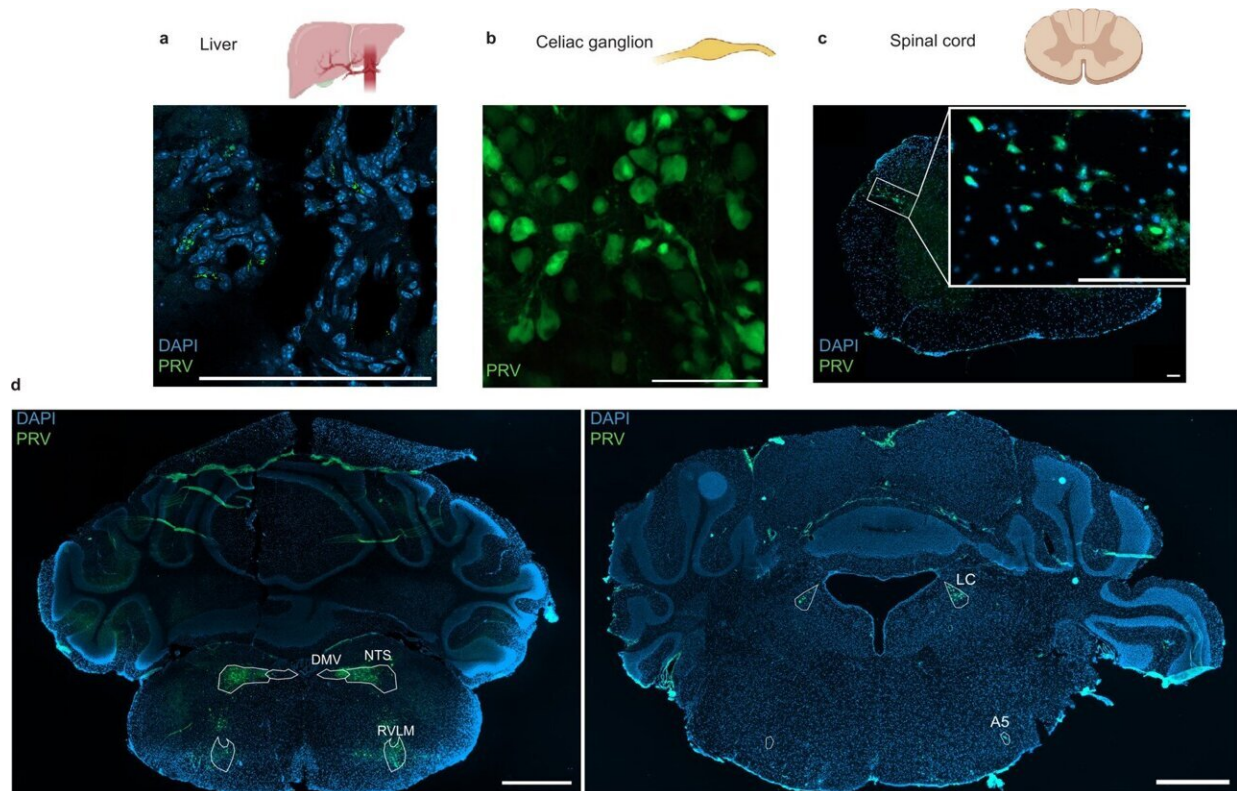 a Liver
b Celiac ganglion
c Spinal cord
DAPI
PRV
PRV
DAPI
PRV
d
DAPI
PRV
DMV
NTS
RVLM
DAPI
PRV
LC
A5